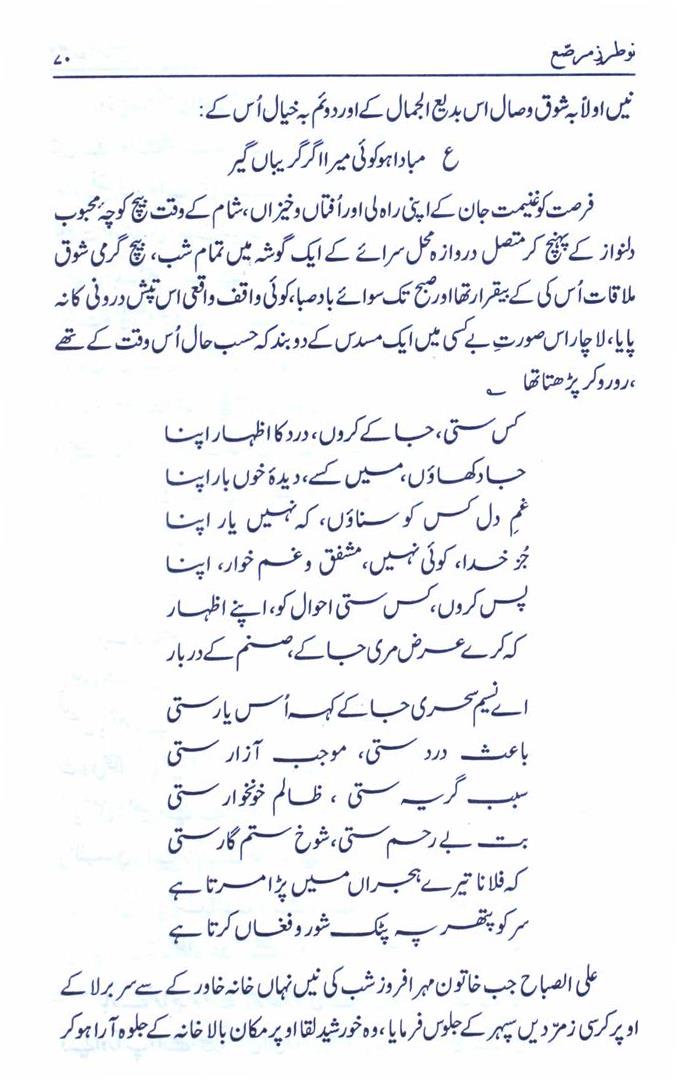 نو طرزِ مرصّع
۷۰
نیں اولاً بہ شوق وصال اس بدیع الجمال کے اور دوئم بہ خیال اُس کے:
ع مبادا ہو کوئی میرا اگر گریباں گیر
فرصت کو غنیمت جان کے اپنی راہ لی اور اُفتاں و خیزاں، شام کے وقت بیچ کوچۂ محبوب
دلنواز کے پہنچ کر متصل دروازہ محل سرائے کے ایک گوشہ میں تمام شب، بیچ گرمی شوق
ملاقات اُس کی کے بیقرار تھا اور صبح تک سوائے باد صبا، کوئی واقف واقعی اس تپش درونی کا نہ
پایا، لاچار اس صورتِ بے کسی میں ایک مسدس کے دو بند کہ حسب حال اُس وقت کے تھے
، رو رو کر پڑھتا تھا ؎
کس ستی، جا کے کروں، درد کا اظہار اپنا
جا دکھاؤں، میں کسے، دیدۂ خوں بار اپنا
غمِ دل کس کو سناؤں، کہ نہیں یار اپنا
جُز خدا، کوئی نہیں، مشفق و غم خوار، اپنا
پس کروں، کس ستی احوال کو، اپنے اظہار
کہ کرے عرض مری جا کے، صنم کے دربار
اے نسیم سحری جا کے کہہ اُس یار ستی
باعث درد ستی، موجب آزار ستی
سبب گریہ ستی ، ظالم خونخوار ستی
بت بے رحم ستی، شوخ ستم گار ستی
کہ فلانا تیرے ہجراں میں پڑا مرتا ہے
سر کو پتھر پہ پٹک شور و فغاں کرتا ہے
علی الصباح جب خاتون مہر افروز شب کی نیں نہاں خانہ خاور کے سے سر بر لا کے
اوپر کرسی زمرّدیں سپہر کے جلوس فرمایا، وہ خورشید لقا اوپر مکان بالا خانہ کے جلوہ آرا ہو کر